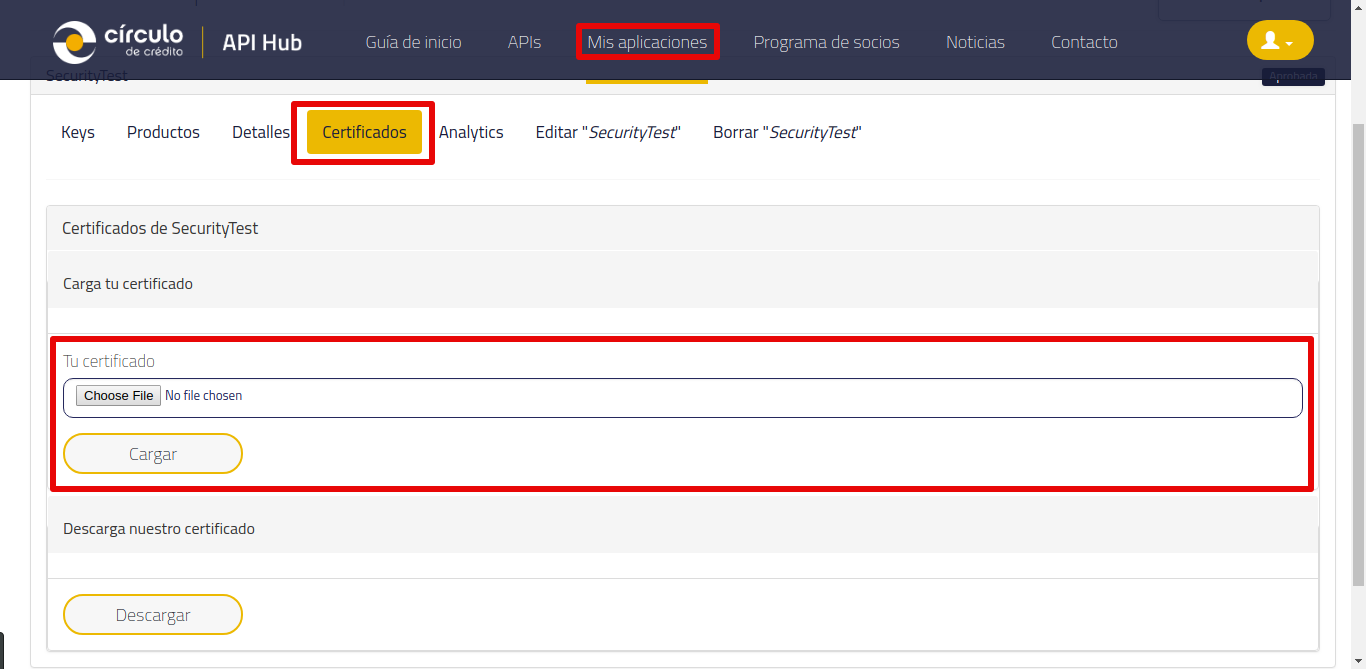 círculo
de crédito
API Hub
Guía de inicio
APIs
Mis aplicaciones
Programa de socios
Noticias
Contacto
SecurityTest
Aprobada
Keys
Productos
Detalles
Certificados
Analytics
Editar "SecurityTest"
Borrar "SecurityTest"
Certificados de SecurityTest
Carga tu certificado
Tu certificado
Choose File No file chosen
Cargar
Descarga nuestro certificado
Descargar